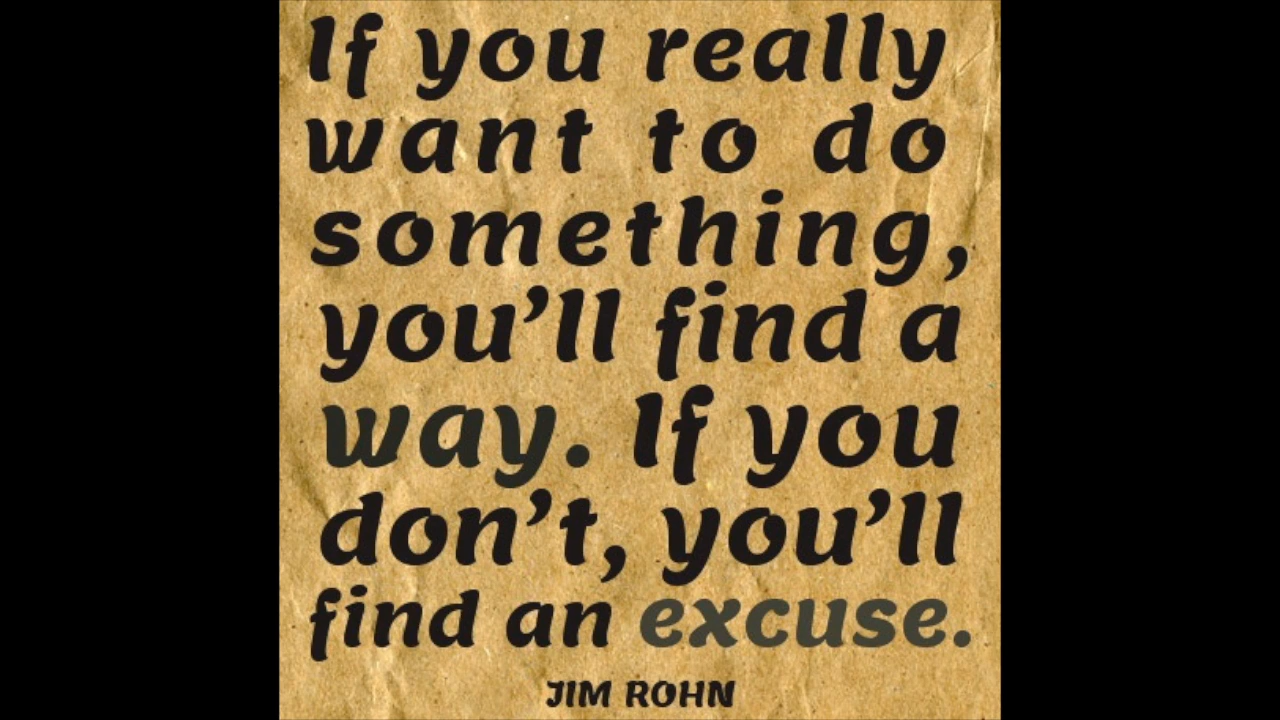 If you really
want to do
something,
you’ll find a
way. If you
don’t, you’ll
find an excuse.
JIM ROHN